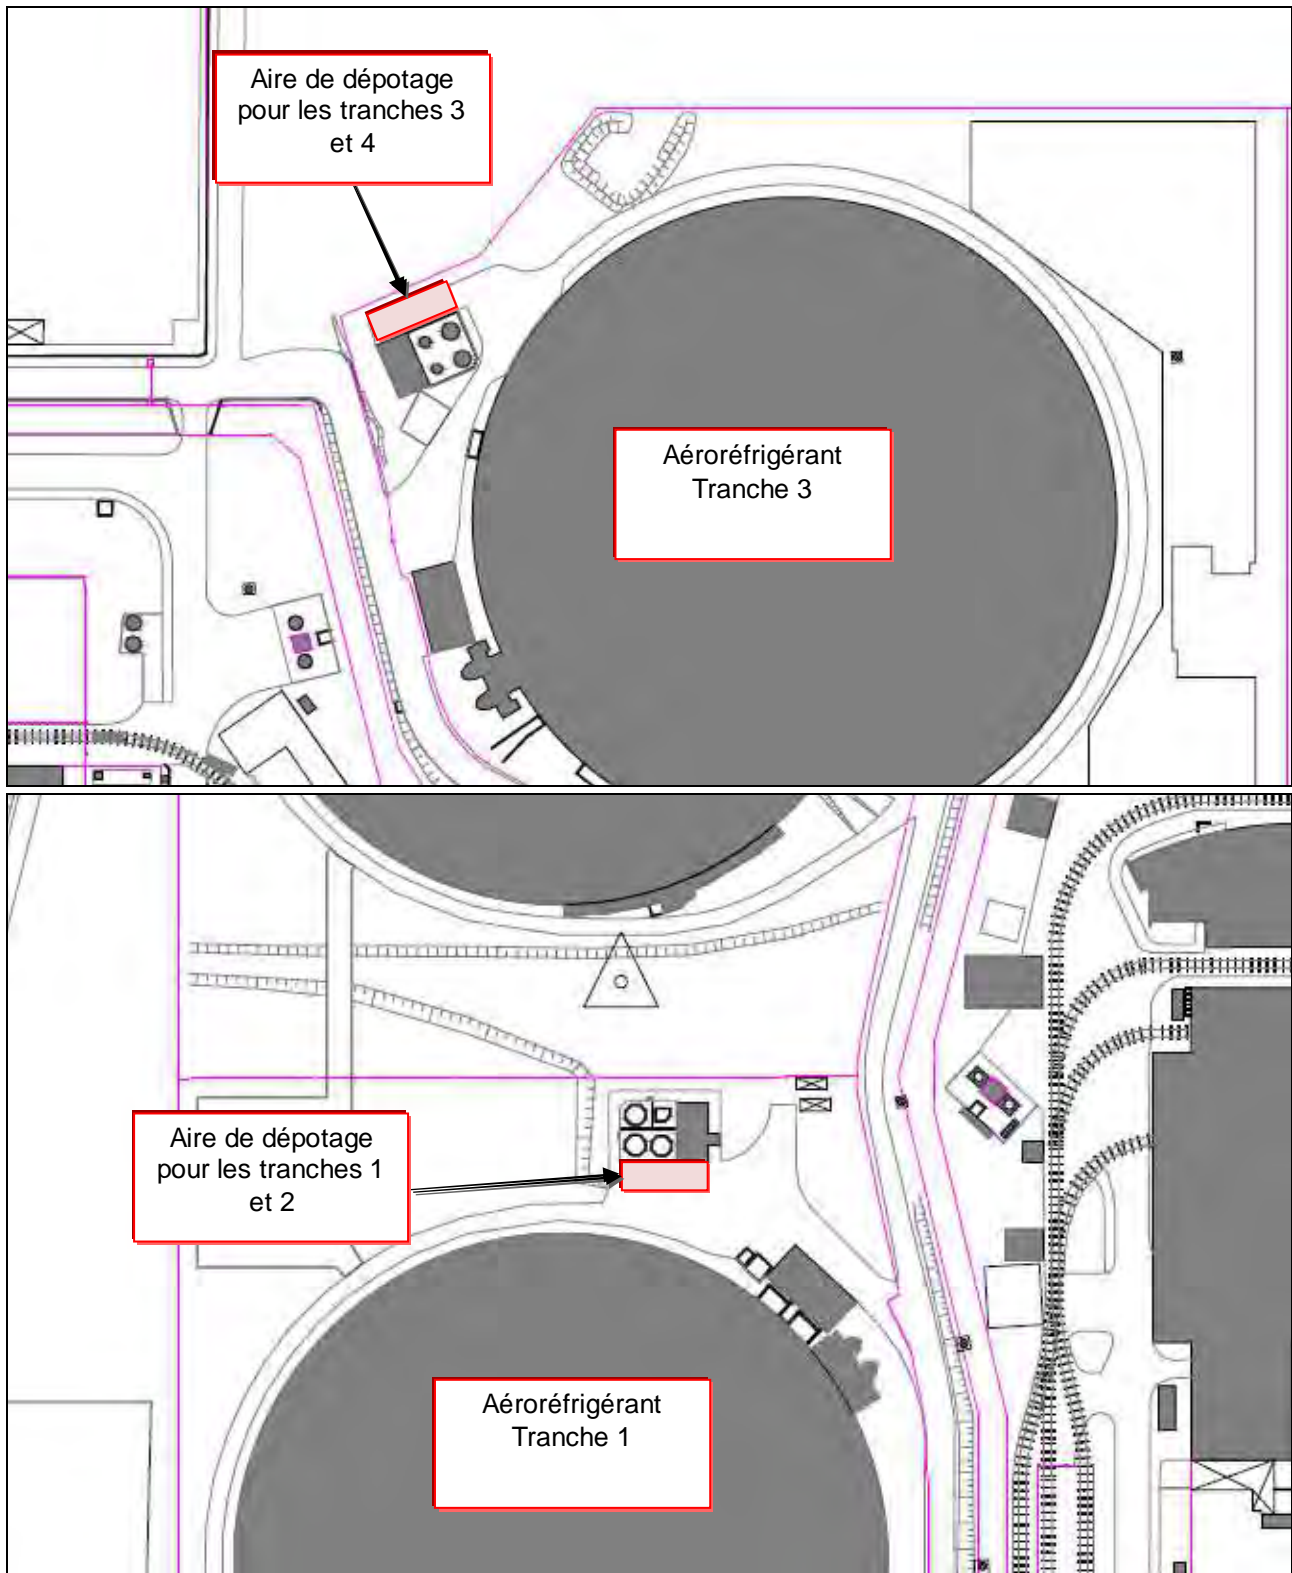 Aire de dépotage
pour les tranches 3
et 4
Aéroréfrigérant
Tranche 3
Aire de dépotage
pour les tranches 1
et 2
Aéroréfrigérant
Tranche 1